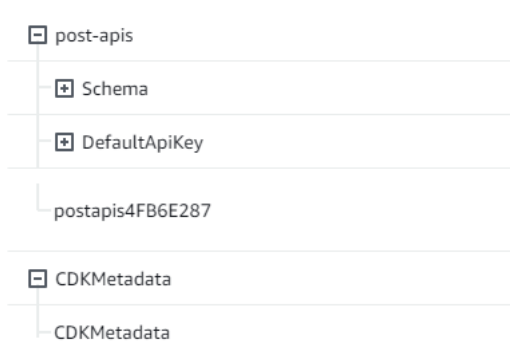 post-apis
Schema
DefaultApiKey
postapis4FB6E287
CDKMetadata
CDKMetadata